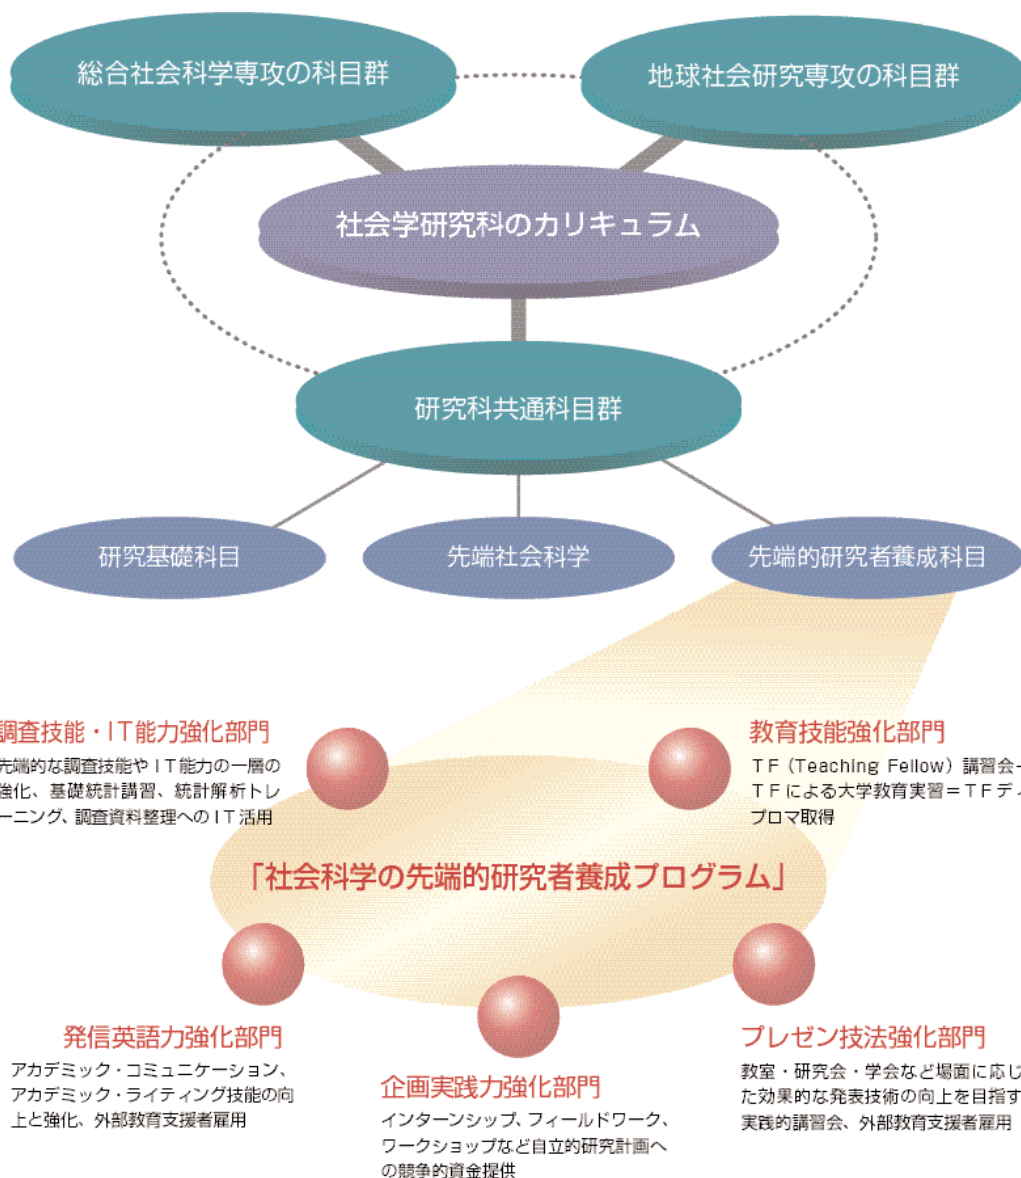 総合社会科学専攻の科目群
地球社会研究専攻の科目群
社会学研究科のカリキュラム
研究科共通科目群
研究基礎科目
先端社会科学
先端的研究者養成科目
調査技能・IT能力強化部門
先端的な調査技能やIT能力の一層の
強化、基礎統計講習、統計解析トレ
ーニング、調査資料整理へのIT活用
教育技能強化部門
TF（Teaching Fellow）講習会
TFによる大学教育実習＝TFディ
プロマ取得
「社会科学の先端的研究者養成プログラム」
発信英語力強化部門
アカデミック・コミュニケーション、
アカデミック・ライティング技能の向
上と強化、外部教育支援者雇用
企画実践力強化部門
インターンシップ、フィールドワーク、
ワークショップなど自立的研究計画へ
の競争的資金提供
プレゼン技法強化部門
教室・研究会・学会など場面に応じ
た効果的な発表技術の向上を目指す
実践的講習会、外部教育支援者雇用